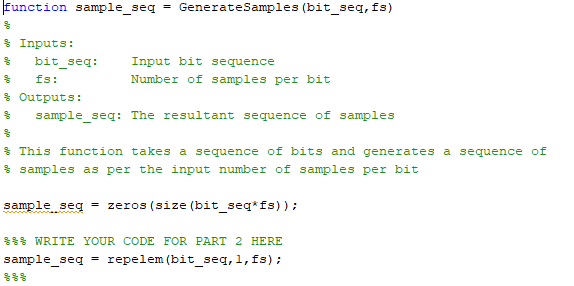 function sample_seq = GenerateSamples(bit_seq,fs)
%
% Inputs:
%   bit_seq:    Input bit sequence
%   fs:         Number of samples per bit
% Outputs:
%   sample_seq: The resultant sequence of samples
%
% This function takes a sequence of bits and generates a sequence of
% samples as per the input number of samples per bit
sample_seq = zeros(size(bit_seq*fs));
%%% WRITE YOUR CODE FOR PART 2 HERE
sample_seq = repelem(bit_seq,1,fs);
%%%